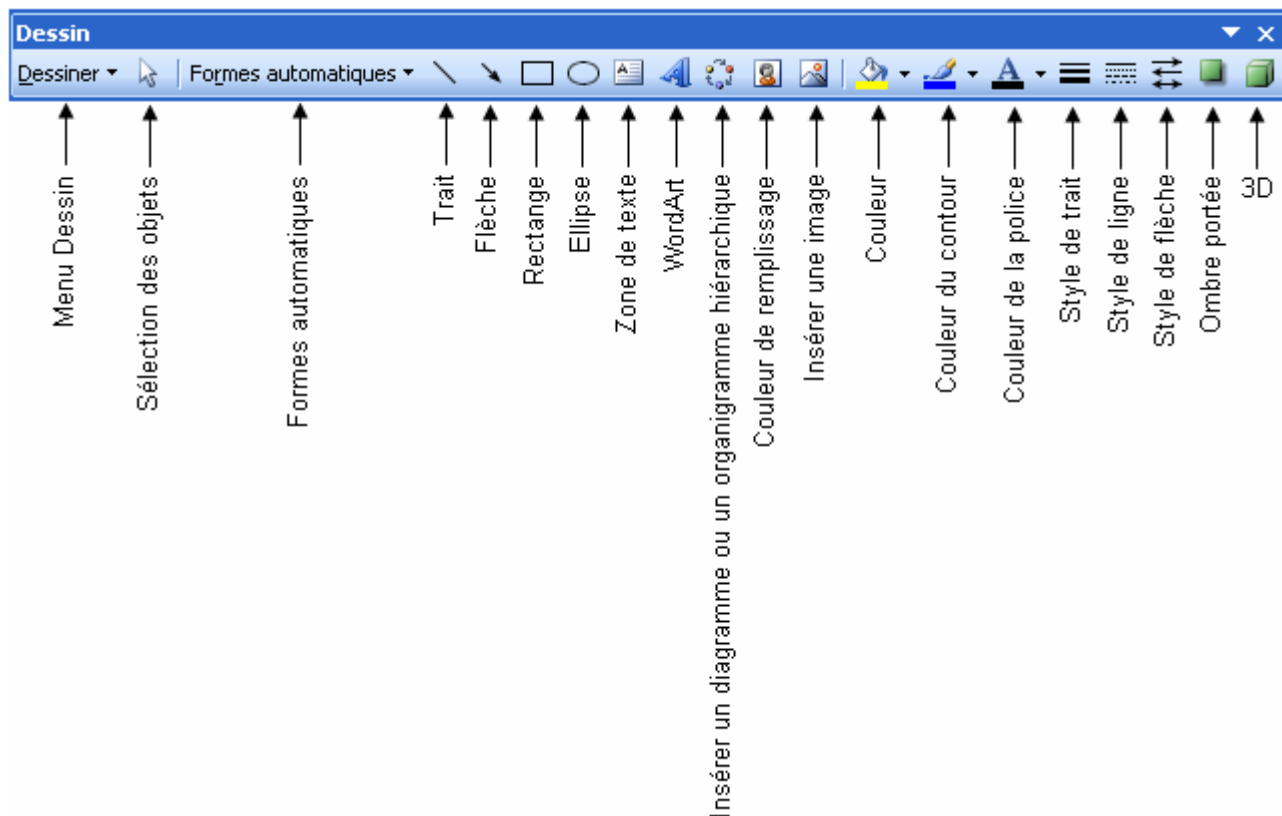 Dessin
Dessiner Formes automatiques
Menu Dessin
Sélection des objets
Formes automatiques
Trait
Flèche
Rectange
Ellipse
Zone de texte
WordArt
Insérer un diagramme ou un organigramme hiérarchique
Couleur de remplissage
Insérer une image
Couleur
Couleur du contour
Couleur de la police
Style de trait
Style de ligne
Style de flèche
Ombre portée
3D